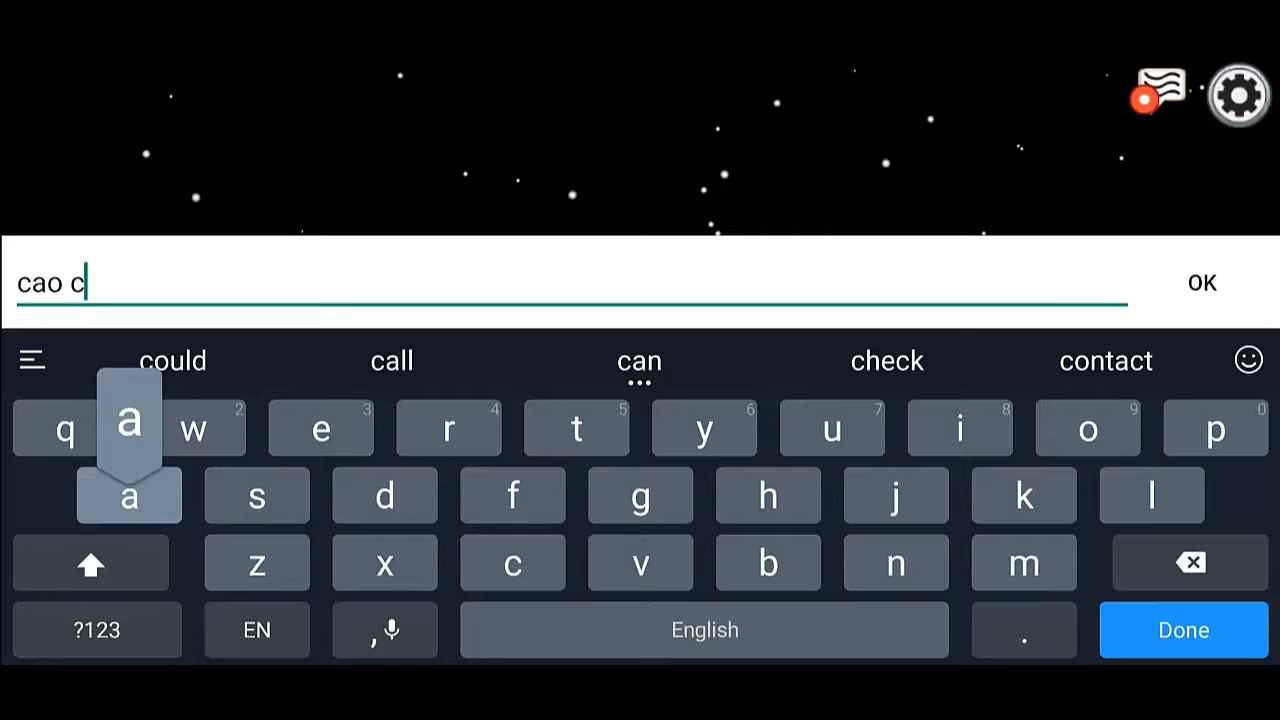 cao c
OK
could call can check contact
a
q w 2 e 3 r 4 t 5 y 6 u 7 i 8 o 9 p 0
a s d f g h j k l
z x c v b n m
?123 EN , English . Done